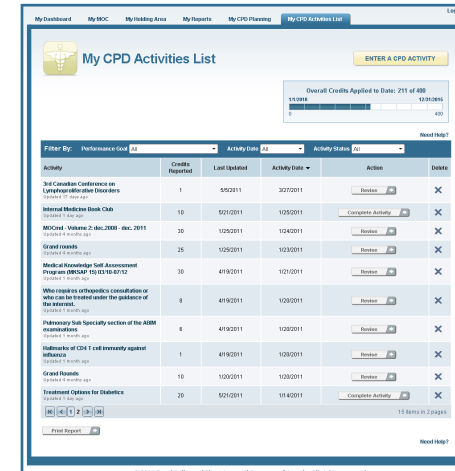 Log
My Dashboard My MOC My Holding Area My Reports My CPD Planning My CPD Activities List
My CPD Activities List
ENTER A CPD ACTIVITY
Overall Credits Applied to Date: 211 of 400
1/1/2010 12/31/2015
0 400
Need Help?
Filter By: Performance Goal All Activity Date All Activity Status All
Activity Credits Reported Last Updated Activity Date Action Delete
3rd Canadian Conference on
Lymphoproliferative Disorders
Updated 17 days ago
1 5/5/2011 3/27/2011 Revise
Internal Medicine Book Club
Updated 1 day ago
10 5/21/2011 1/25/2011 Complete Activity
MOCred - Volume 2: dec.2008 - dec. 2011
Updated 4 months ago
30 1/25/2011 1/24/2011 Revise
Grand rounds
Updated 4 months ago
25 1/25/2011 1/23/2011 Revise
Medical Knowledge Self Assessment
Program (MKSAP 15) 03/10-07/12
Updated 1 month ago
30 4/19/2011 1/21/2011 Revise
Who requires orthopedics consultation or
who can be treated under the guidance of
the internist.
Updated 1 month ago
8 4/19/2011 1/20/2011 Revise
Pulmonary Sub Specialty section of the ABIM
examinations
Updated 1 month ago
6 4/19/2011 1/20/2011 Revise
Hallmarks of CD4 T cell immunity against
influenza
Updated 1 month ago
1 4/19/2011 1/20/2011 Revise
Grand Rounds
Updated 4 months ago
10 1/20/2011 1/20/2011 Revise
Treatment Options for Diabetics
Updated 1 day ago
20 5/21/2011 1/14/2011 Complete Activity
1 2
15 items in 2 pages
Print Report
Need Help?